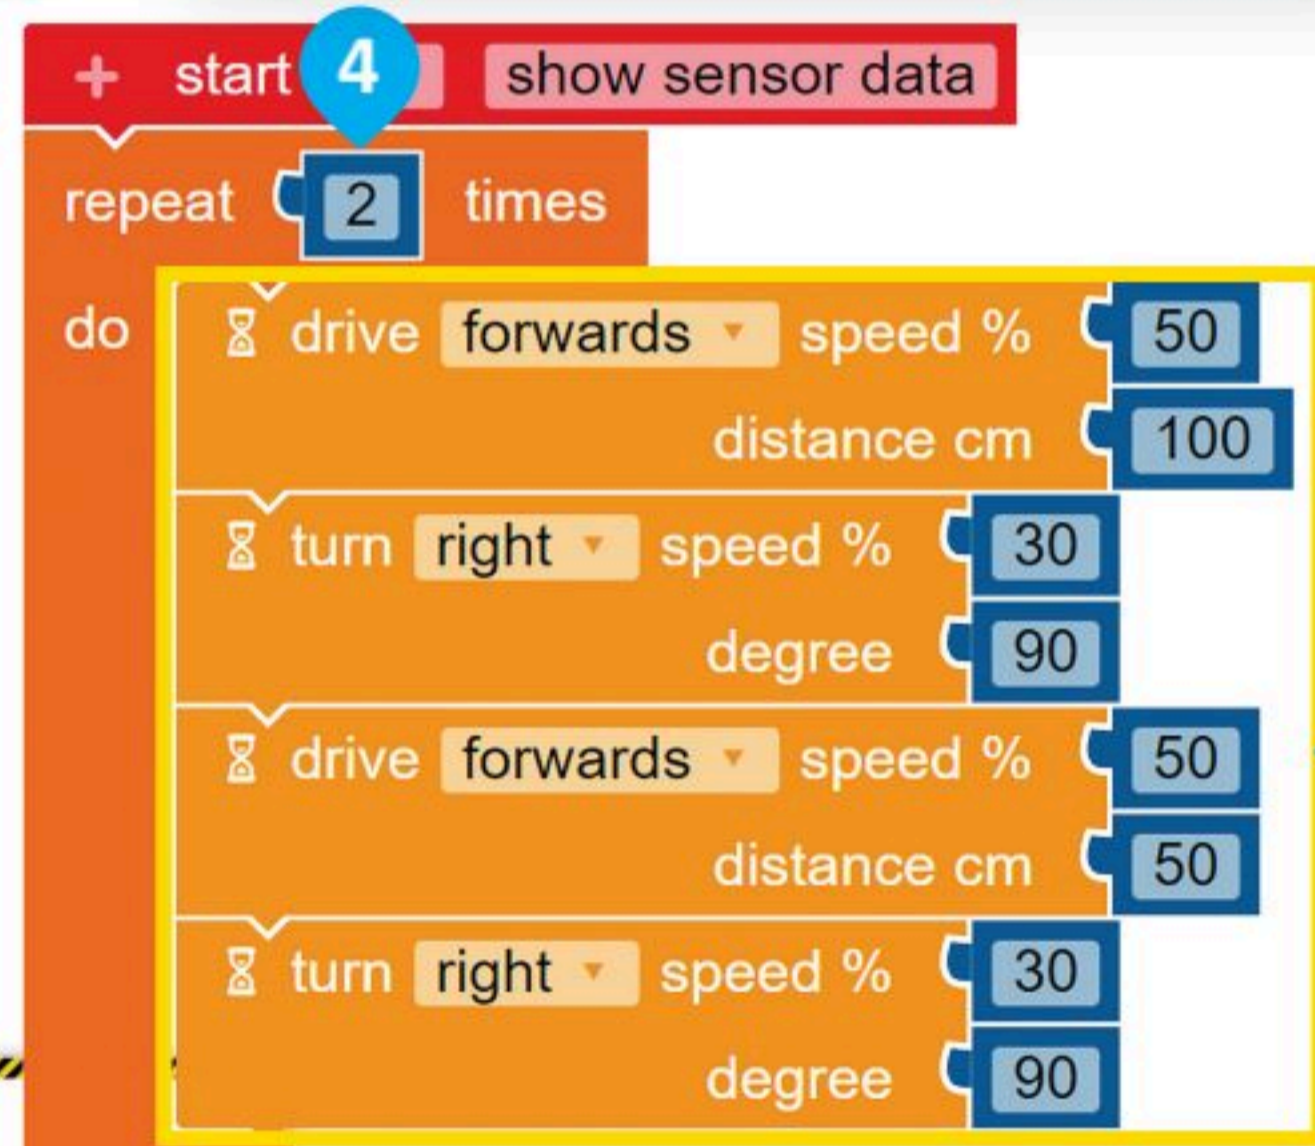 + start 4 show sensor data
repeat 2 times
do drive forwards speed % 50
distance cm 100
turn right speed % 30
degree 90
drive forwards speed % 50
distance cm 50
turn right speed % 30
degree 90